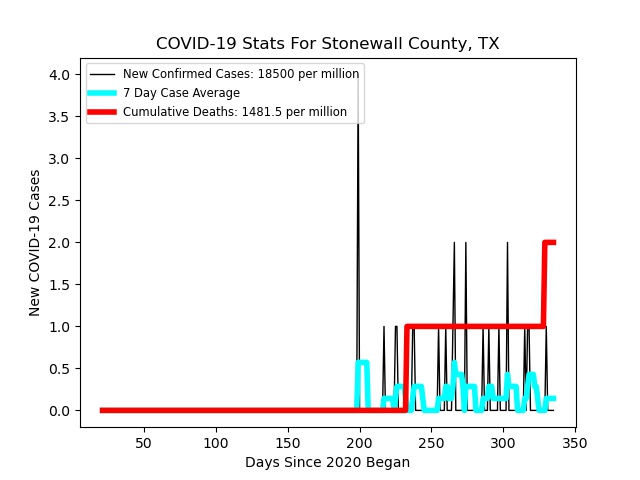 COVID-19 Stats For Stonewall County, TX
New Confirmed Cases: 18500 per million
7 Day Case Average
Cumulative Deaths: 1481.5 per million
New COVID-19 Cases
4.0
3.5
3.0
2.5
2.0
1.5
1.0
0.5
0.0
50 100 150 200 250 300 350
Days Since 2020 Began